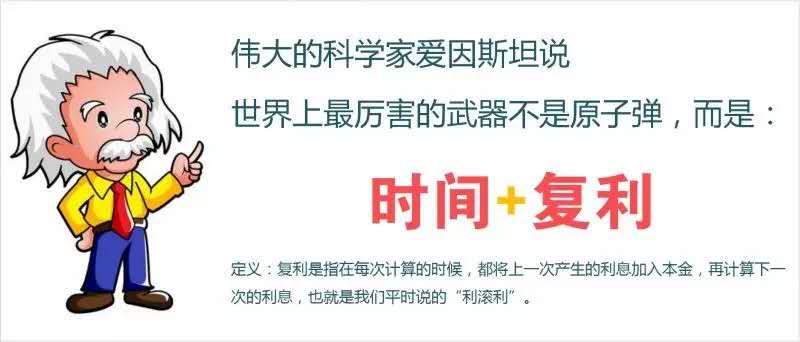 伟大的科学家爱因斯坦说
世界上最厉害的武器不是原子弹，而是：
时间+复利
定义：复利是指在每次计算的时候，都将上一次产生的利息加入本金，再计算下一
次的利息，也就是我们平时说的“利滚利”。